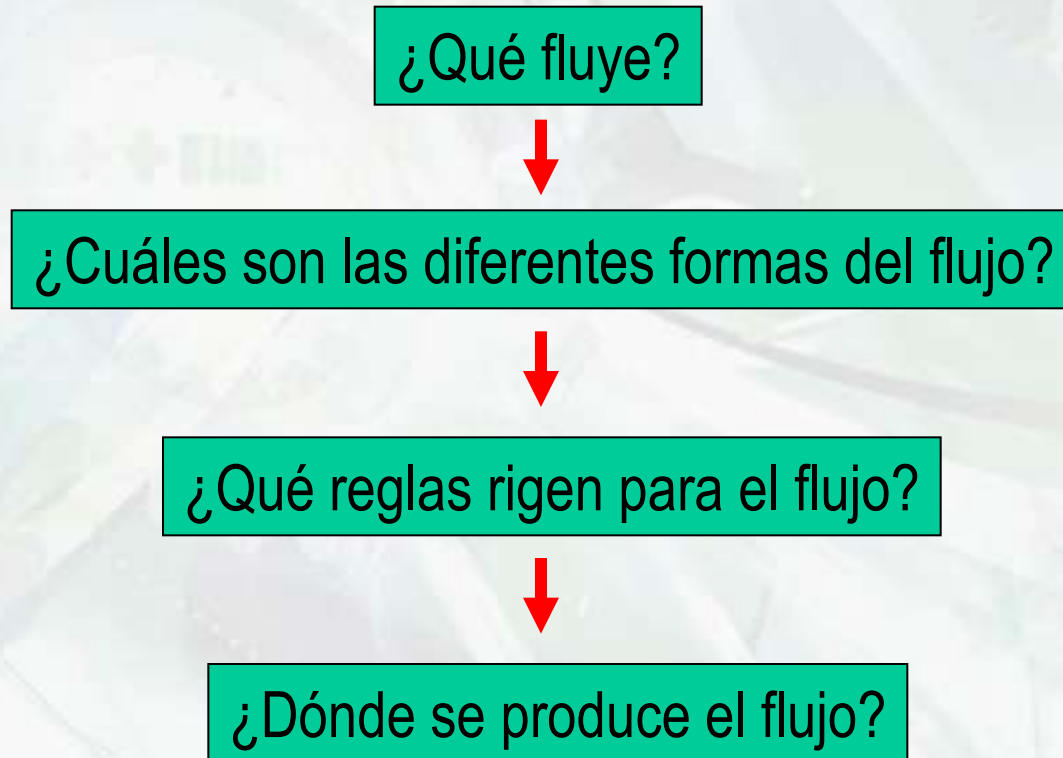 ¿Qué fluye?
¿Cuáles son las diferentes formas del flujo?
¿Qué reglas rigen para el flujo?
¿Dónde se produce el flujo?